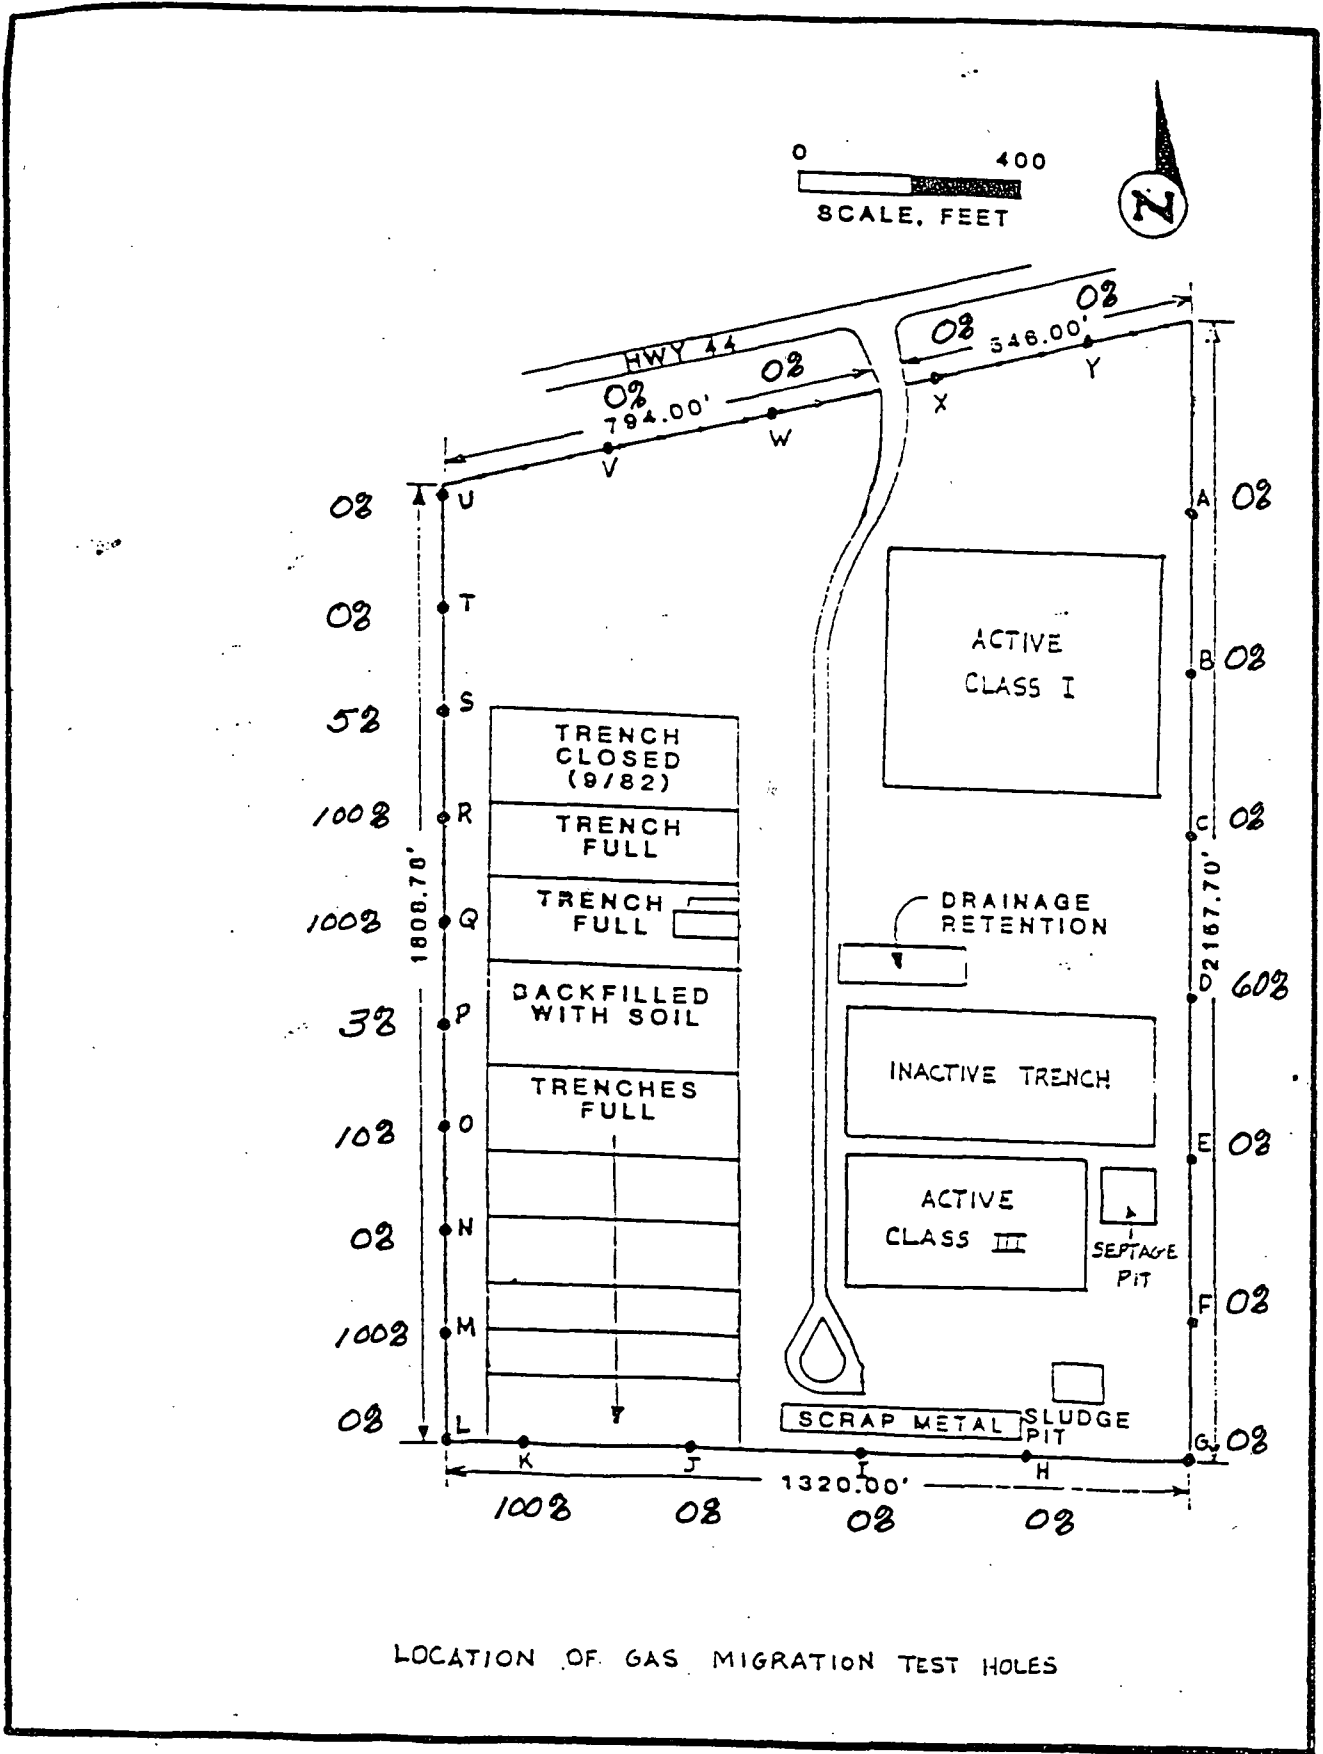 0 400
SCALE, FEET
N
HWY 44
0%
0%
0%
0%
794.00'
546.00'
V
W
X
Y
0%
U
A 0%
0%
T
B 0%
5%
S
ACTIVE
CLASS I
TRENCH
CLOSED
(9/82)
100%
R
C 0%
TRENCH
FULL
1808.78'
2167.70'
100%
Q
TRENCH
FULL
DRAINAGE
RETENTION
D 60%
3%
P
BACKFILLED
WITH SOIL
INACTIVE TRENCH
TRENCHES
FULL
10%
O
E 0%
0%
N
ACTIVE
CLASS III
SEPTAGE
PIT
F 0%
100%
M
0%
L
SCRAP METAL
SLUDGE
PIT
G 0%
K
J
I
H
1320.00'
100%
0%
0%
0%
LOCATION OF GAS MIGRATION TEST HOLES